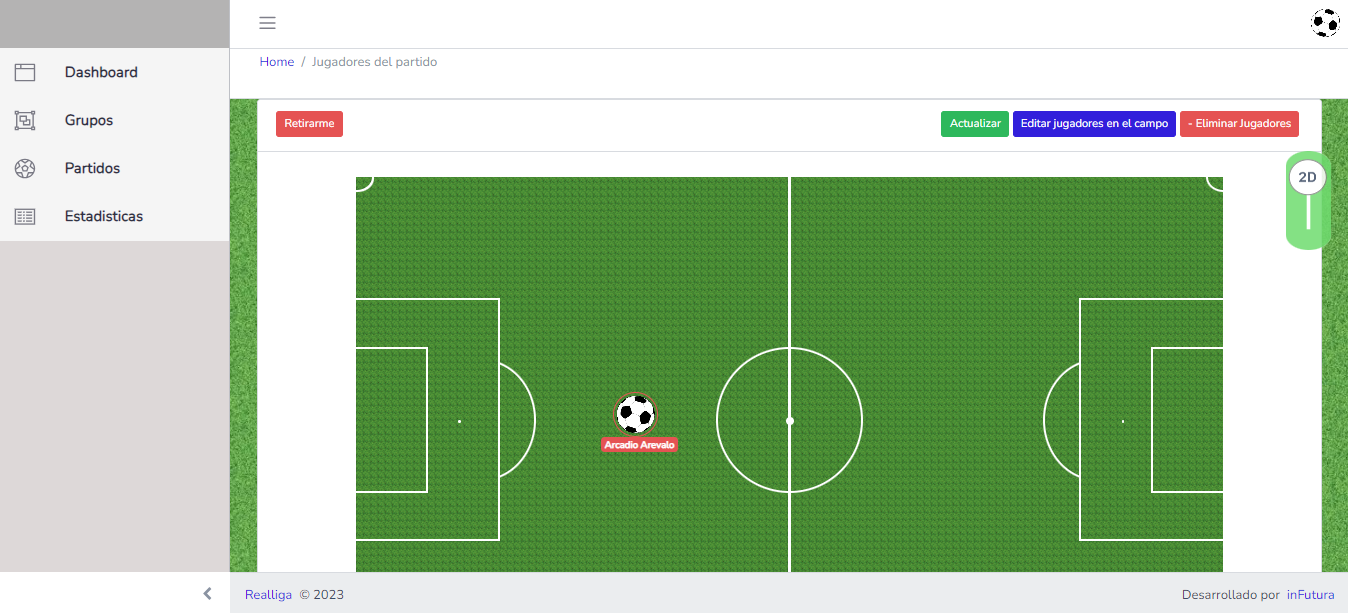 Dashboard
Grupos
Partidos
Estadisticas
Home / Jugadores del partido
Retirarme
Actualizar
Editar jugadores en el campo
- Eliminar Jugadores
2D
Arcadio Arevalo
Realliga © 2023
Desarrollado por inFutura